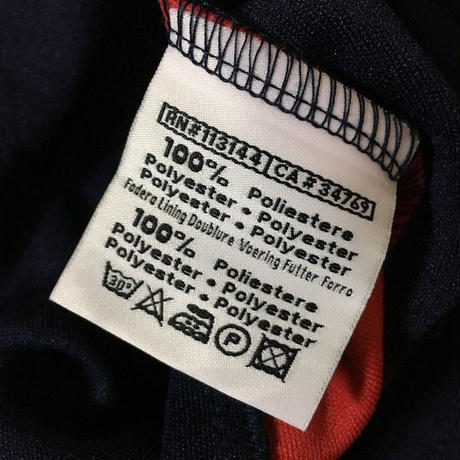 RN#113144 CA#34769
100% Poliestere
Polyester • Polyester
Polyester • Polyester
Fodera Lining Doublure Voering Futter Forro
100% Poliestere
Polyester • Polyester
Polyester • Polyester
30° P